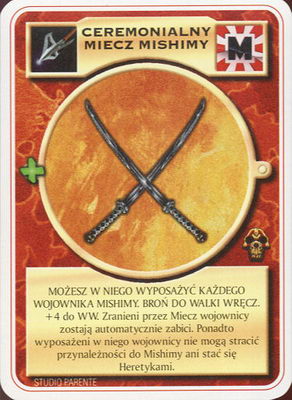 CEREMONIALNY
MIECZ MISHIMY
M
MOŻESZ W NIEGO WYPOSAŻYĆ KAŻDEGO
WOJOWNIKA MISHIMY. BROŃ DO WALKI WRĘCZ.
+4 do WW. Zranieni przez Miecz wojownicy
zostają automatycznie zabici. Ponadto
wyposażeni w niego wojownicy nie mogą stracić
przynależności do Mishimy ani stać się
Heretykami.
STUDIO PARENTE